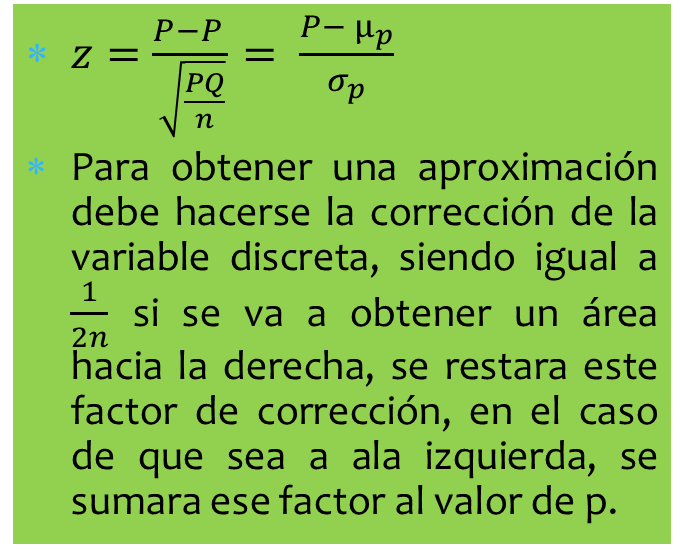 * z = \frac{P-P}{\sqrt{\frac{PQ}{n}}} = \frac{P- μ_p}{σ_p}
* Para obtener una aproximación
debe hacerse la corrección de la
variable discreta, siendo igual a
\frac{1}{2n} si se va a obtener un área
hacia la derecha, se restara este
factor de corrección, en el caso
de que sea a ala izquierda, se
sumara ese factor al valor de p.